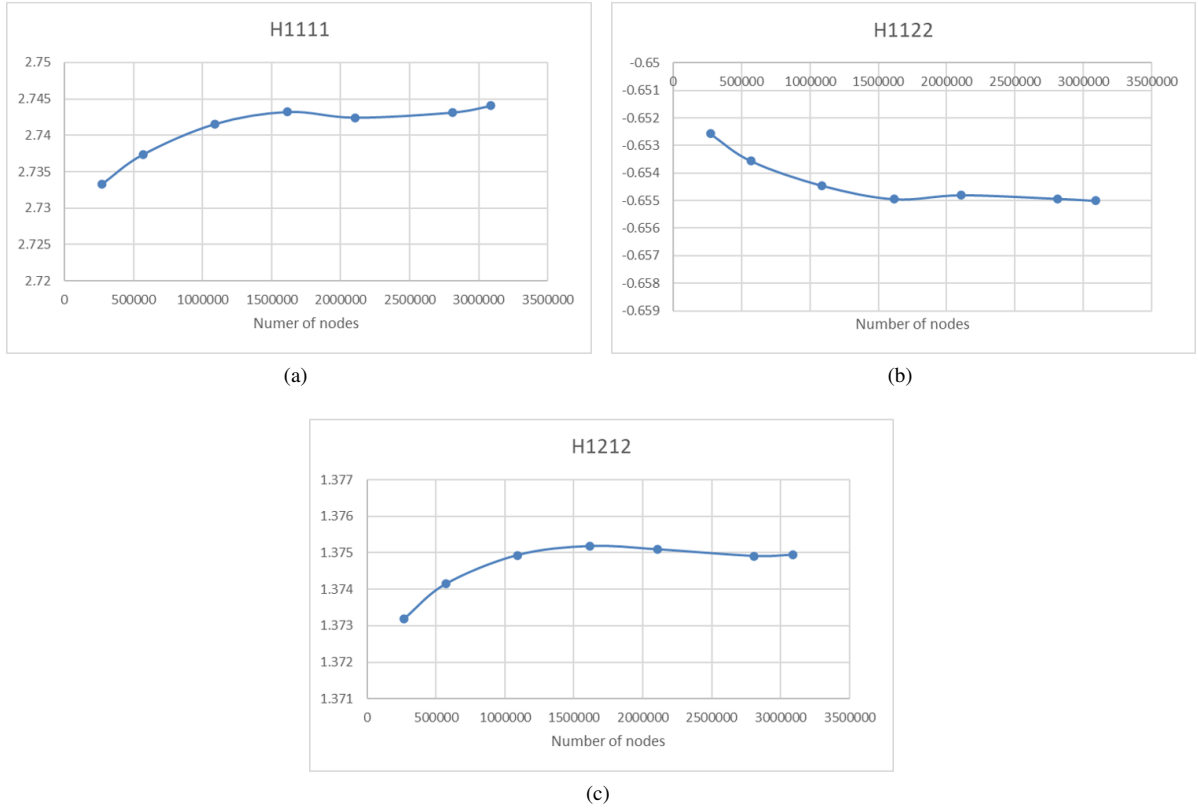 H1111
2.75
2.745
2.74
2.735
2.73
2.725
2.72
0 500000 1000000 1500000 2000000 2500000 3000000 3500000
Numer of nodes
(a)
H1122
-0.65
0 500000 1000000 1500000 2000000 2500000 3000000 3500000
-0.651
-0.652
-0.653
-0.654
-0.655
-0.656
-0.657
-0.658
-0.659
Number of nodes
(b)
H1212
1.377
1.376
1.375
1.374
1.373
1.372
1.371
0 500000 1000000 1500000 2000000 2500000 3000000 3500000
Number of nodes
(c)